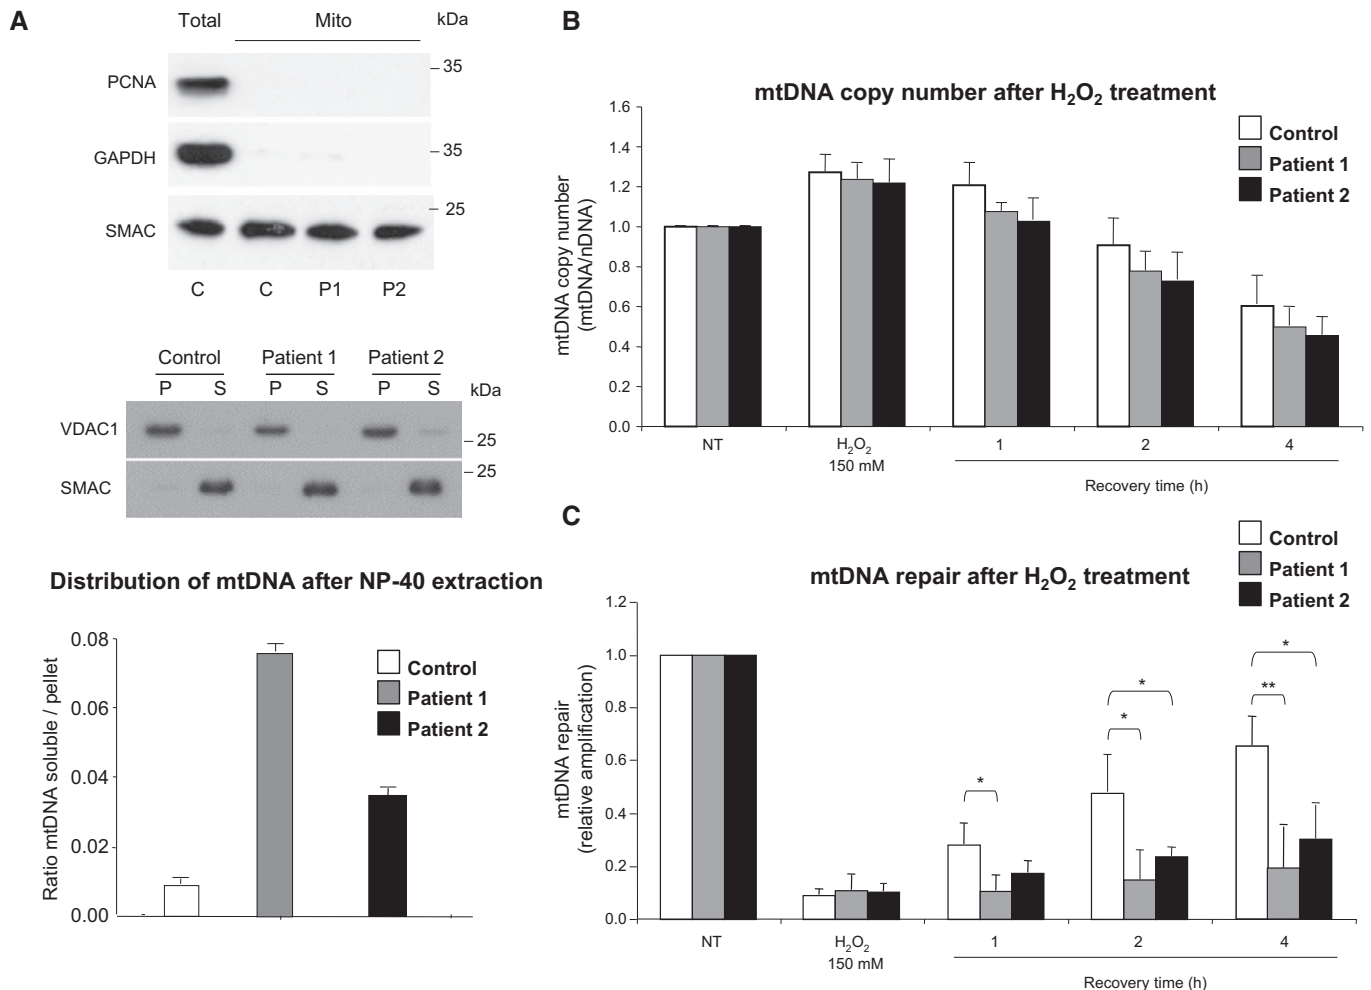 A
Total Mito kDa
PCNA 35
GAPDH 35
SMAC 25
C C P1 P2
Control Patient 1 Patient 2
P S P S P S kDa
VDAC1 25
SMAC 25
Distribution of mtDNA after NP-40 extraction
Ratio mtDNA soluble / pellet
0.08
0.06
0.04
0.02
0.00
Control
Patient 1
Patient 2
B
mtDNA copy number after H₂O₂ treatment
mtDNA copy number
(mtDNA/nDNA)
1.6
1.4
1.2
1.0
0.8
0.6
0.4
0.2
0.0
Control
Patient 1
Patient 2
NT H₂O₂ 1 2 4
150 mM
Recovery time (h)
C
mtDNA repair after H₂O₂ treatment
Control
Patient 1
Patient 2
mtDNA repair
(relative amplification)
1.2
1.0
0.8
0.6
0.4
0.2
0.0
*
*
*
**
*
NT H₂O₂ 1 2 4
150 mM
Recovery time (h)